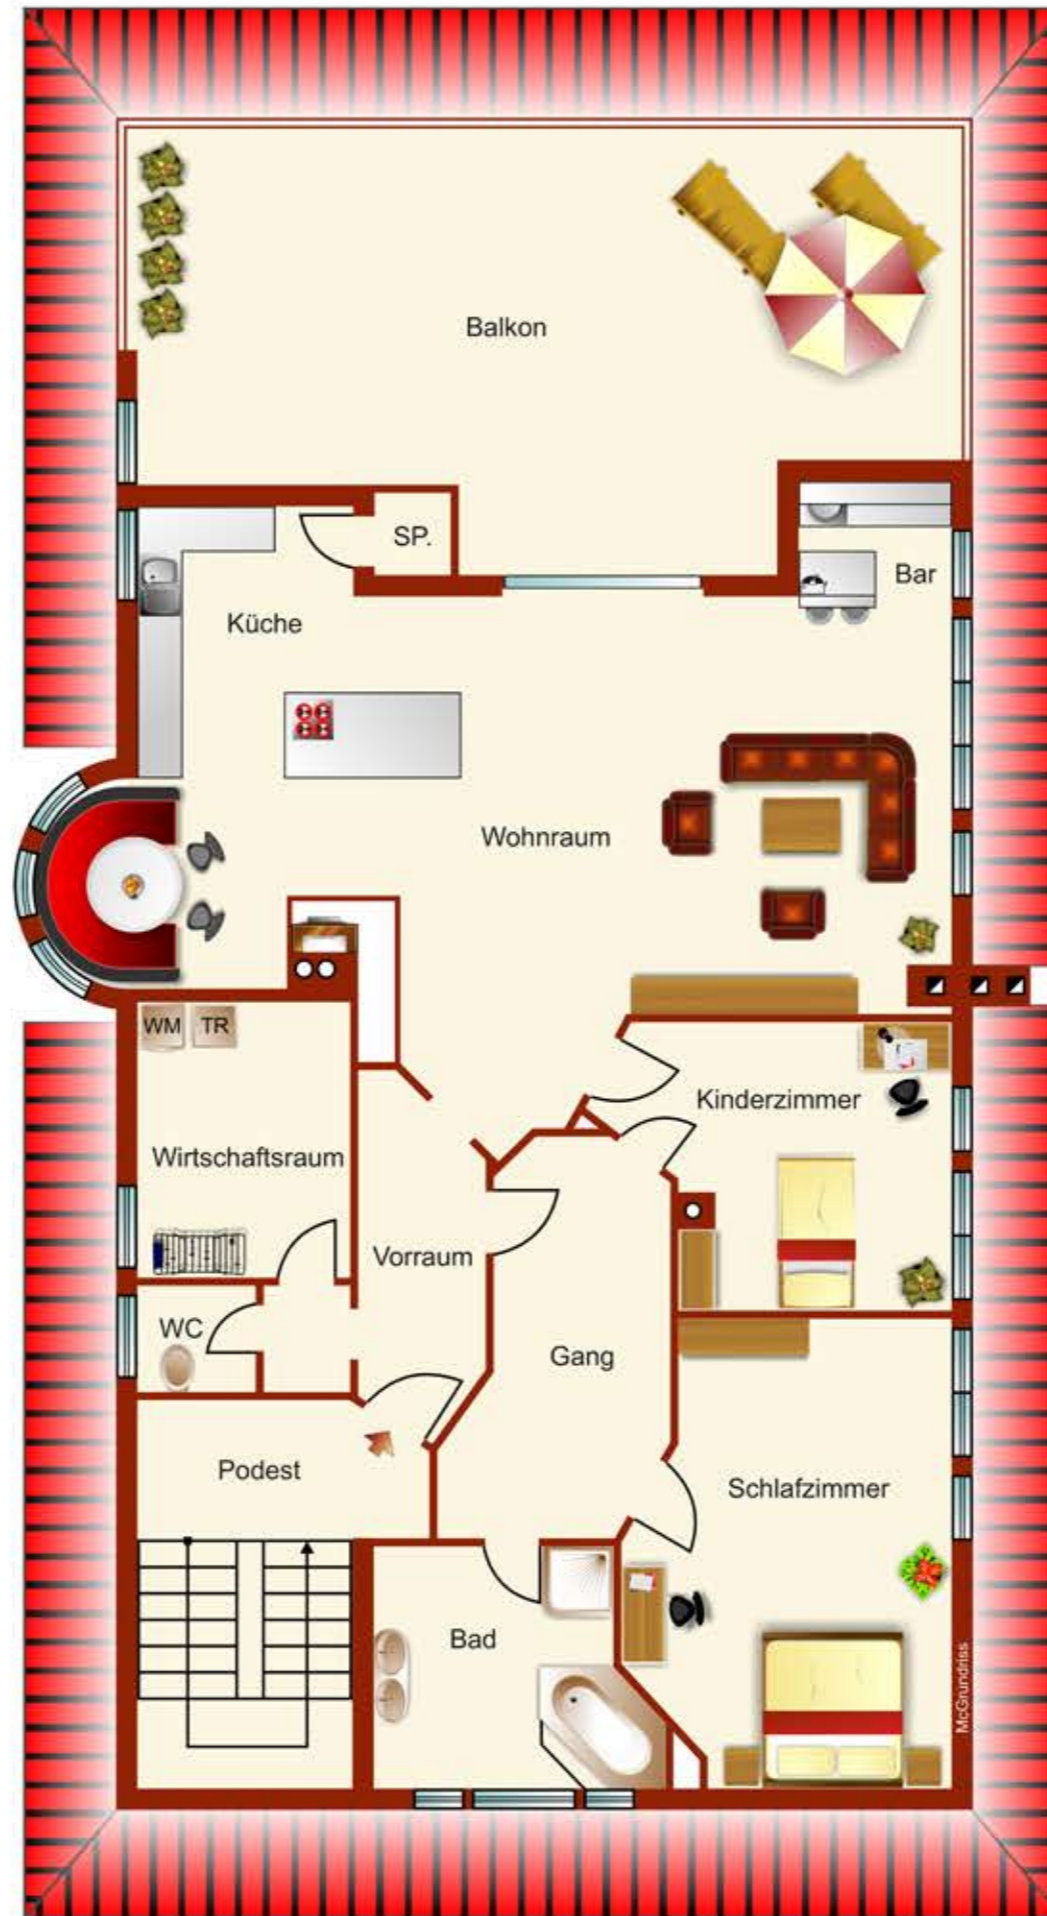 Balkon
SP.
Bar
Küche
Wohnraum
WM
TR
Kinderzimmer
Wirtschaftsraum
Vorraum
WC
Gang
Podest
Schlafzimmer
Bad
McGrundriss